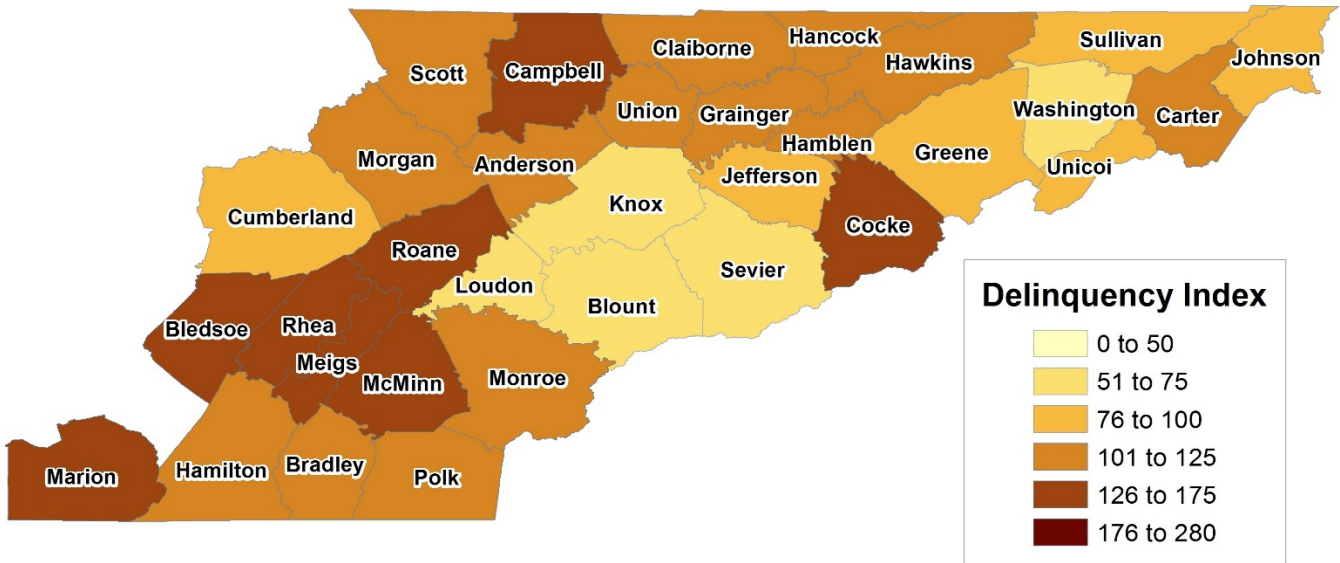 Sullivan
Hancock
Claiborne
Johnson
Hawkins
Campbell
Scott
Washington
Union
Grainger
Carter
Hamblen
Greene
Morgan
Anderson
Unicoi
Jefferson
Knox
Cumberland
Cocke
Roane
Sevier
Loudon
Blount
Rhea
Bledsoe
Meigs
McMinn
Monroe
Marion
Hamilton
Bradley
Polk
Delinquency Index
0 to 50
51 to 75
76 to 100
101 to 125
126 to 175
176 to 280